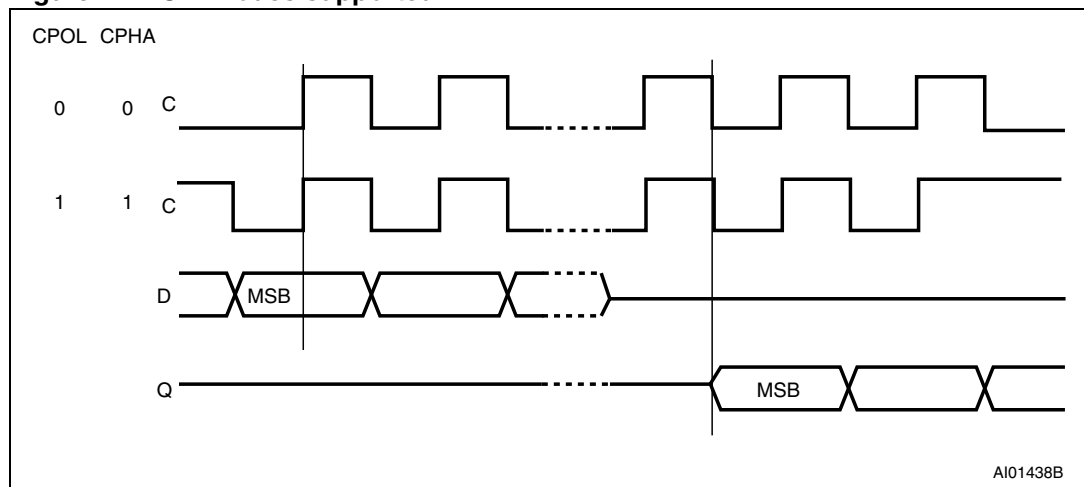 CPOL CPHA
0 0 C
1 1 C
D MSB
Q MSB
AI01438B